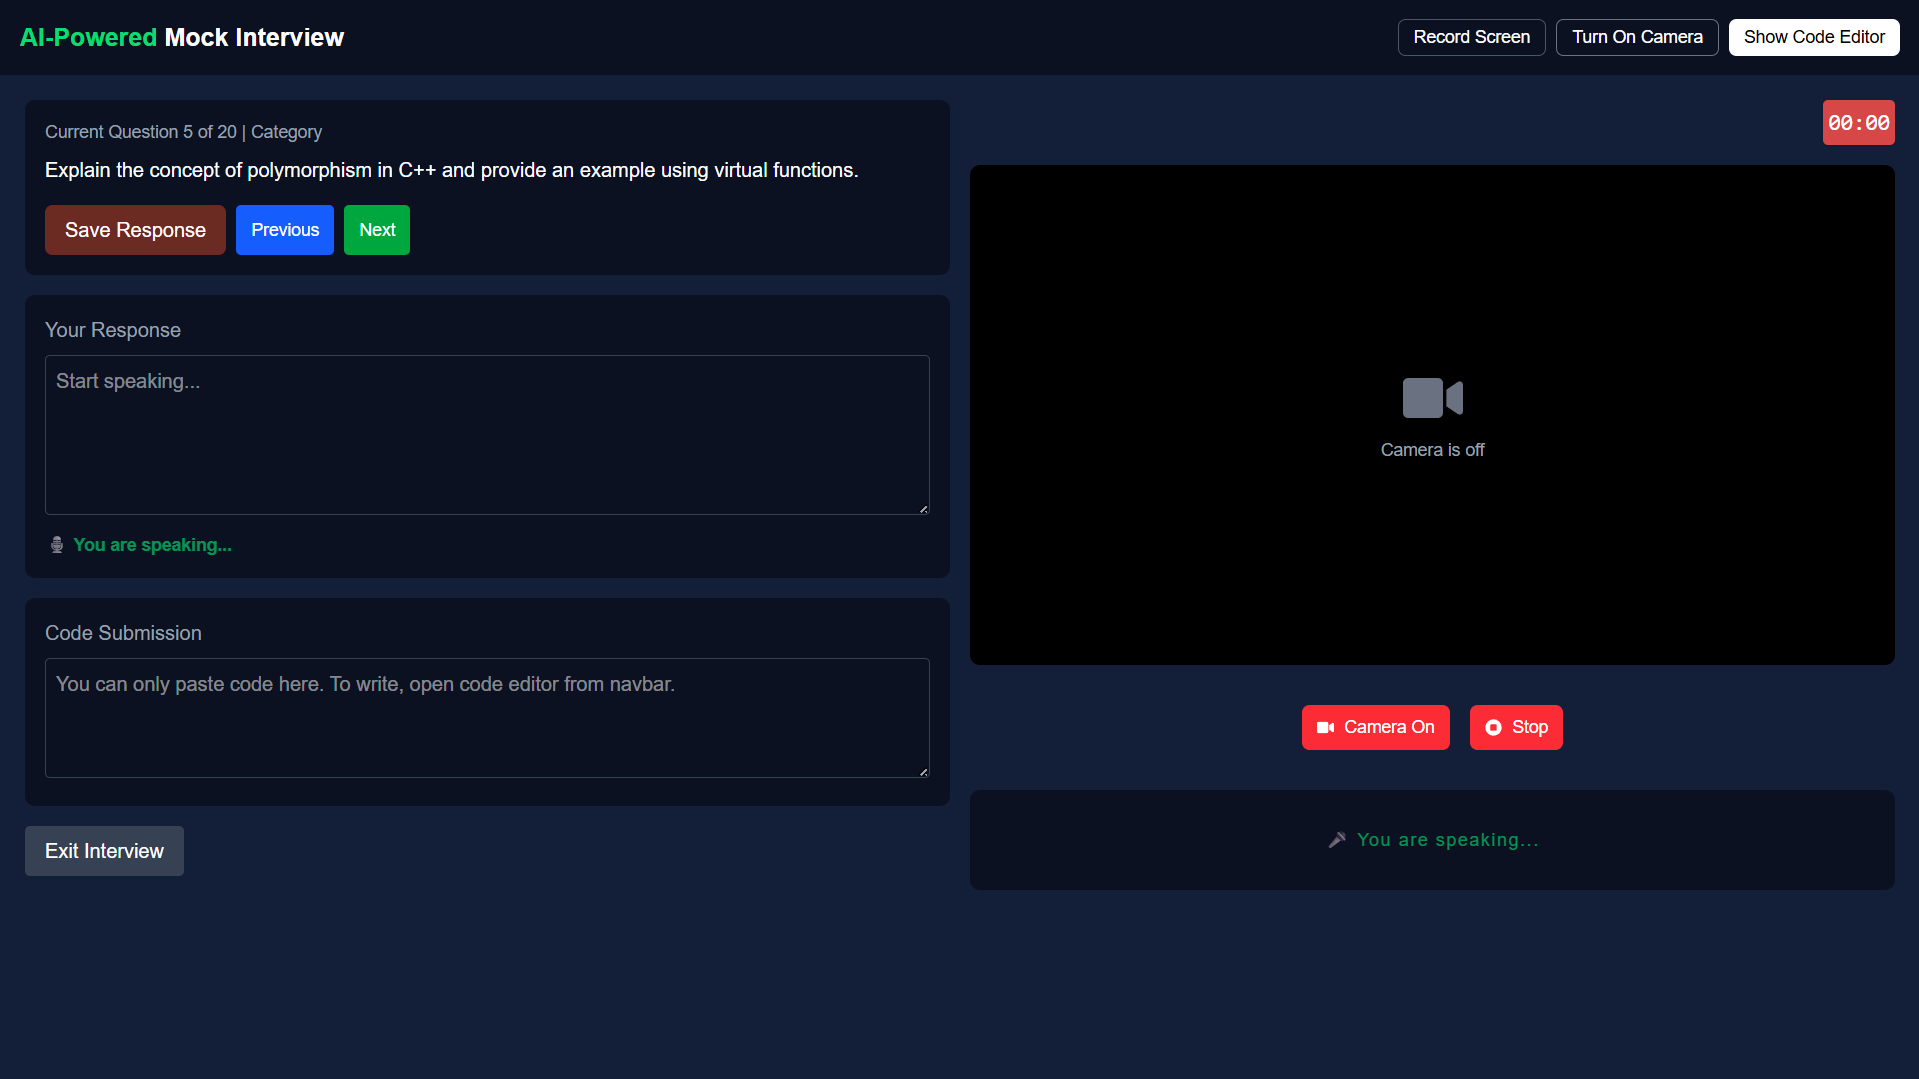 AI-Powered Mock Interview
Record Screen
Turn On Camera
Show Code Editor
Current Question 5 of 20 | Category
Explain the concept of polymorphism in C++ and provide an example using virtual functions.
Save Response
Previous
Next
Your Response
Start speaking...
You are speaking...
Code Submission
You can only paste code here. To write, open code editor from navbar.
Exit Interview
00:00
Camera is off
Camera On
Stop
You are speaking...